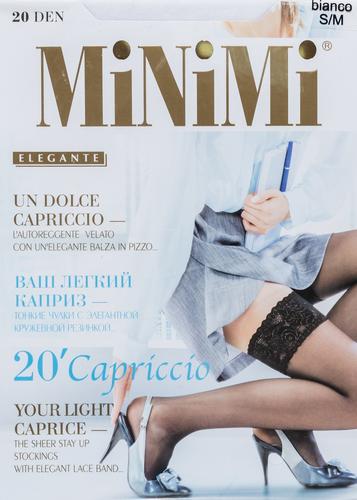 20 DEN
bianco
S/M
MiNiMi®
ELEGANTE
UN DOLCE
CAPRICCIO —
L'AUTOREGGENTE VELATO
CON UN'ELEGANTE BALZA IN PIZZO...
ВАШ ЛЕГКИЙ
КАПРИЗ —
ТОНКИЕ ЧУЛКИ С ЭЛЕГАНТНОЙ
КРУЖЕВНОЙ РЕЗИНКОЙ...
20' Capriccio
YOUR LIGHT
CAPRICE —
THE SHEER STAY UP
STOCKINGS
WITH ELEGANT LACE BAND...